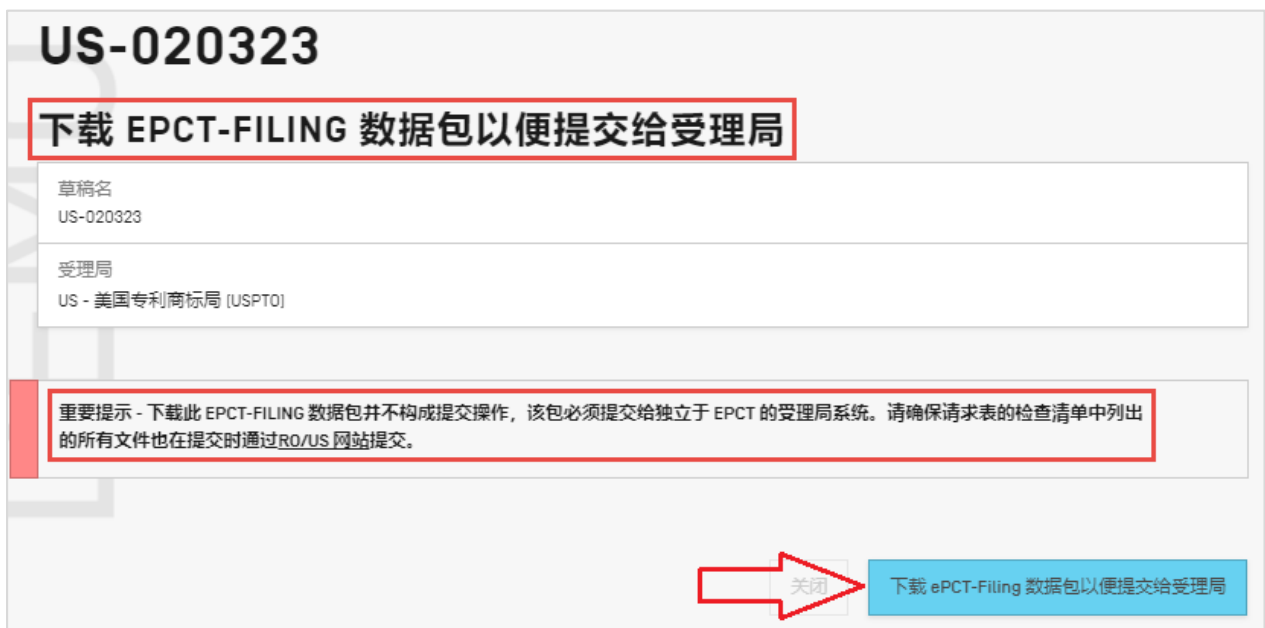 US-020323
下载 EPCT-FILING 数据包以便提交给受理局
草稿名
US-020323
受理局
US - 美国专利商标局 (USPTO)
重要提示 - 下载此 EPCT-FILING 数据包并不构成提交操作，该包必须提交给独立于 EPCT 的受理局系统。请确保请求表的检查清单中列出
的所有文件也在提交时通过RO/US 网站提交。
关闭
下载 ePCT-Filing 数据包以便提交给受理局